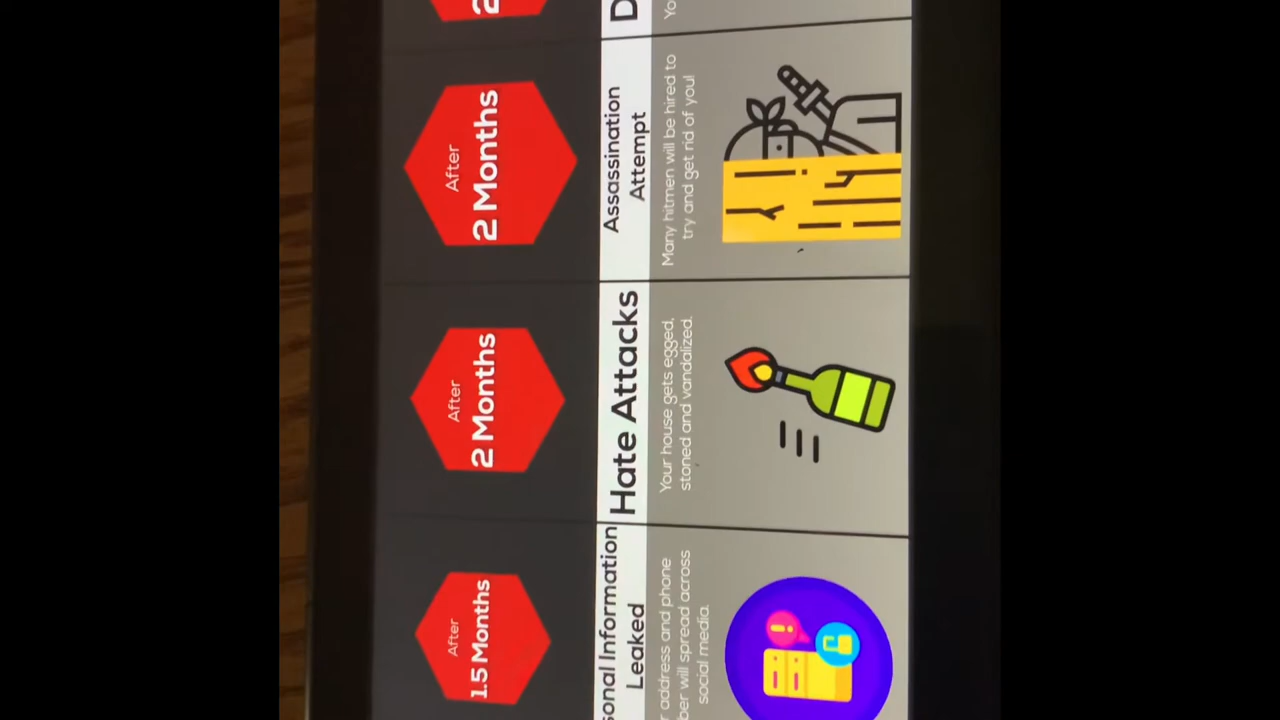 After
1.5 Months
sonal Information
Leaked
address and phone
ber will spread across
social media.
After
2 Months
Hate Attacks
Your house gets egged,
stoned and vandalized.
After
2 Months
Assassination
Attempt
Many hitmen will be hired to
try and get rid of you!
2
D
Yo